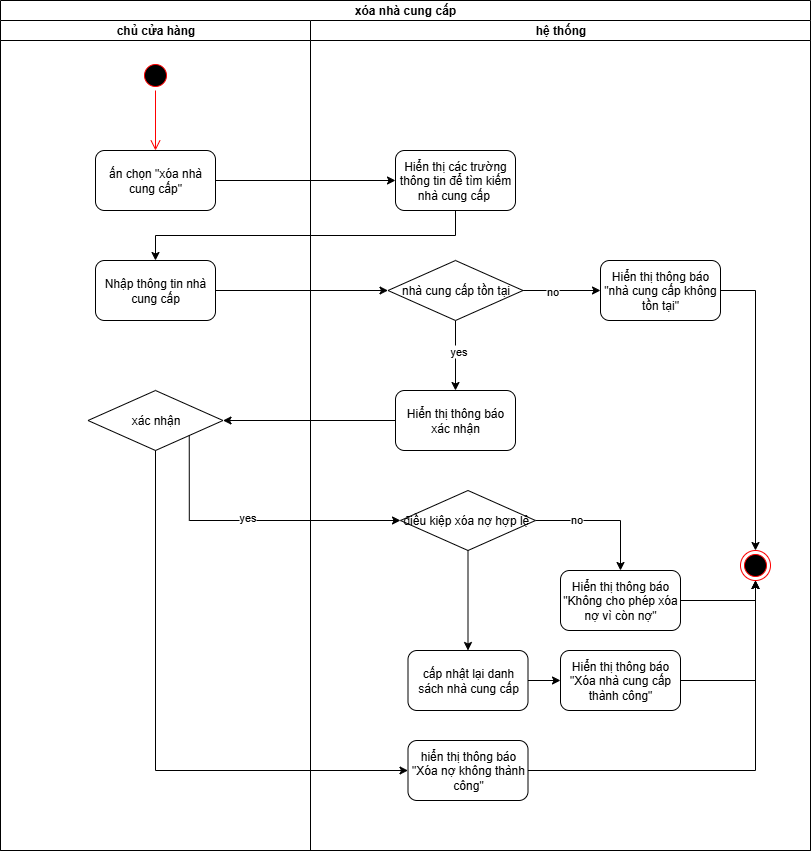 xóa nhà cung cấp
chủ cửa hàng
hệ thống
ấn chọn "xóa nhà
cung cấp"
Hiển thị các trường
thông tin để tìm kiếm
nhà cung cấp
Nhập thông tin nhà
cung cấp
nhà cung cấp tồn tại
no
Hiển thị thông báo
"nhà cung cấp không
tồn tại"
yes
xác nhận
Hiển thị thông báo
xác nhận
yes
điều kiệp xóa nợ hợp lệ
no
Hiển thị thông báo
"Không cho phép xóa
nợ vì còn nợ"
cấp nhật lại danh
sách nhà cung cấp
Hiển thị thông báo
"Xóa nhà cung cấp
thành công"
hiển thị thông báo
"Xóa nợ không thành
công"